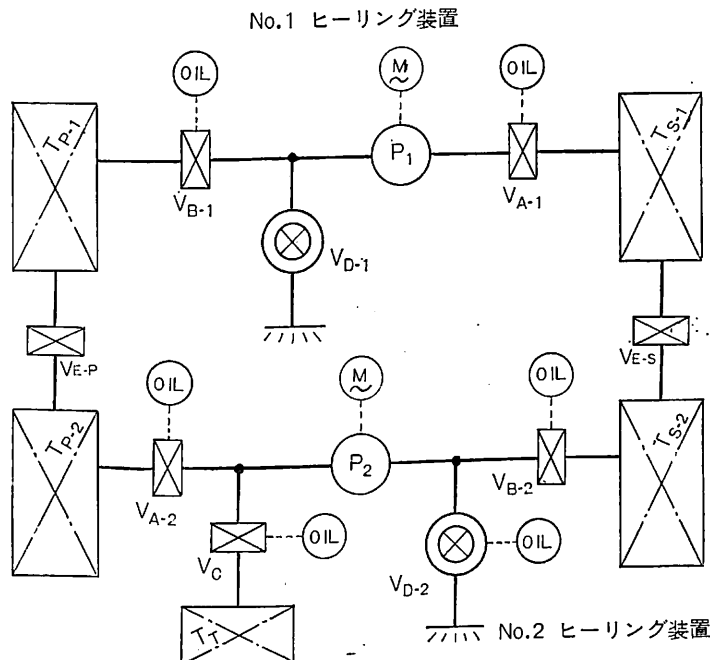 No.1 ヒーリング装置
OIL
M
OIL
TP-1
TS-1
P1
VB-1
VA-1
VD-1
VE-P
VE-S
OIL
M
OIL
TP-2
TS-2
P2
VA-2
VB-2
VC
OIL
OIL
VD-2
TT
No.2 ヒーリング装置